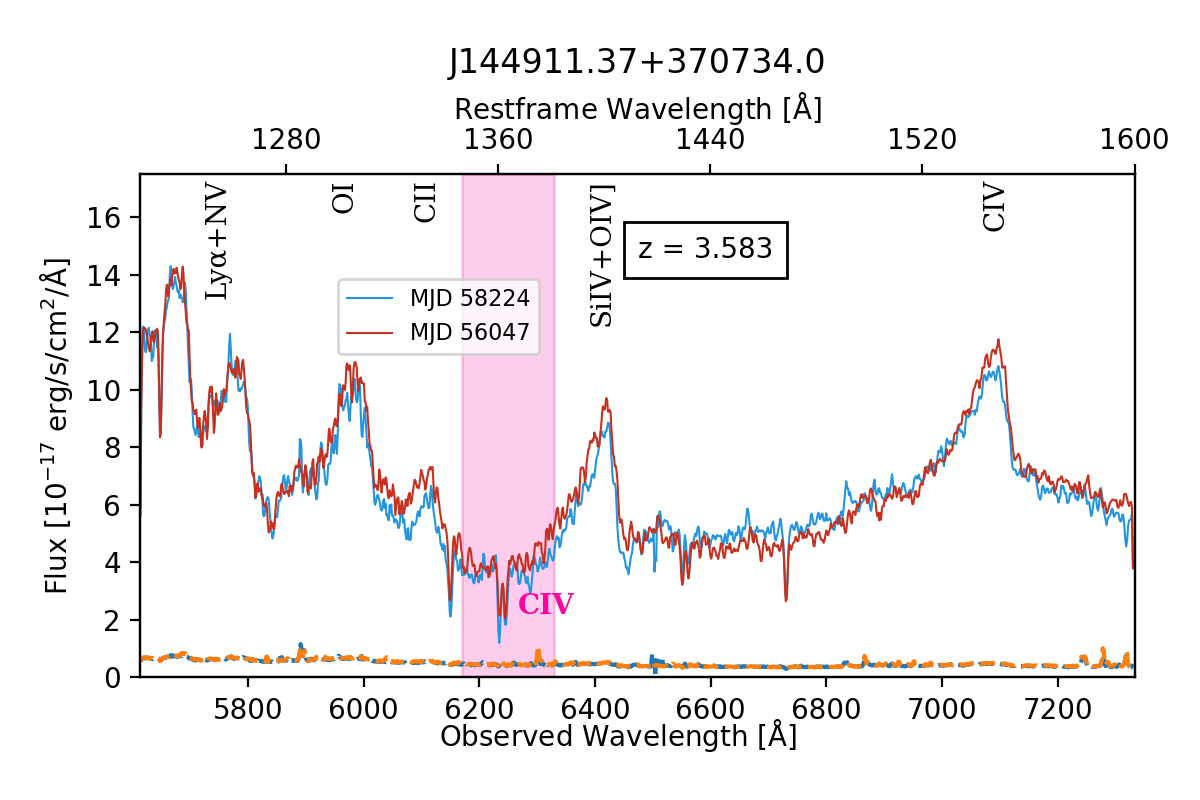 J144911.37+370734.0
Restframe Wavelength [Å]
1280 1360 1440 1520 1600
Lyα+NV
OI
CII
SiIV+OIV]
CIV
z = 3.583
MJD 58224
MJD 56047
CIV
Flux [10⁻¹⁷ erg/s/cm²/Å]
16
14
12
10
8
6
4
2
0
5800 6000 6200 6400 6600 6800 7000 7200
Observed Wavelength [Å]